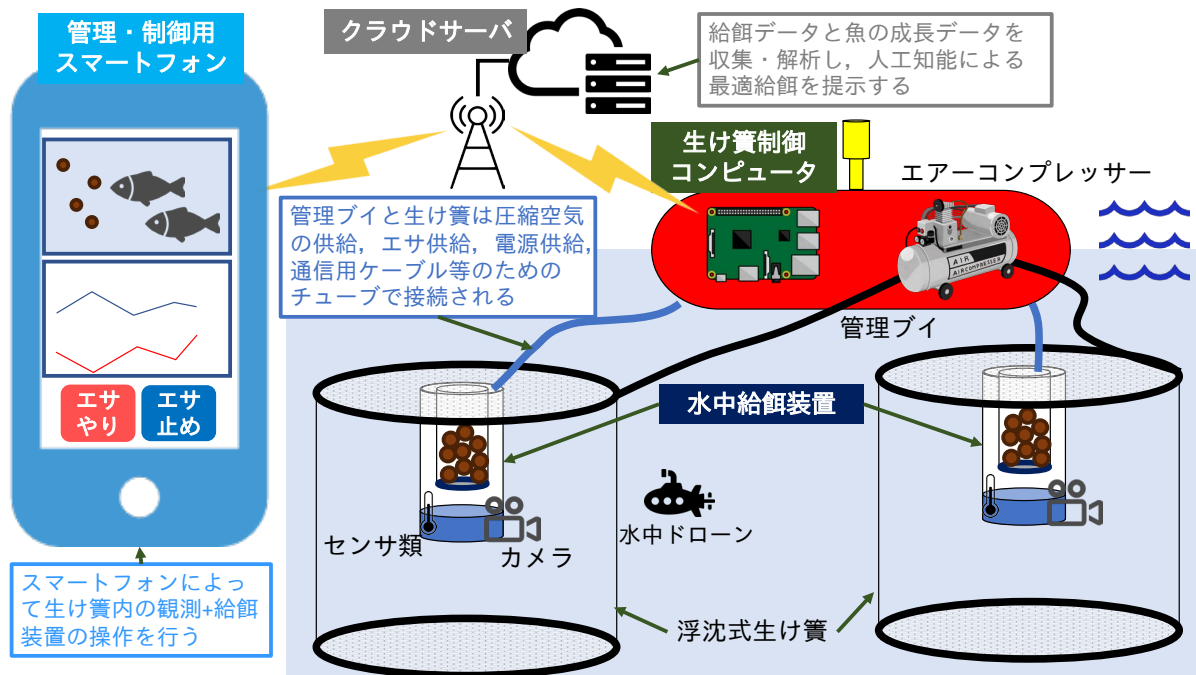 管理・制御用
スマートフォン
クラウドサーバ
給餌データと魚の成長データを
収集・解析し，人工知能による
最適給餌を提示する
生け簀制御
コンピュータ
エアーコンプレッサー
管理ブイと生け簀は圧縮空気
の供給，エサ供給，電源供給，
通信用ケーブル等のための
チューブで接続される
AIR
AIRCOMPRESSER
管理ブイ
エサ
やり
エサ
止め
水中給餌装置
センサ類
カメラ
水中ドローン
スマートフォンによっ
て生け簀内の観測+給餌
装置の操作を行う
浮沈式生け簀